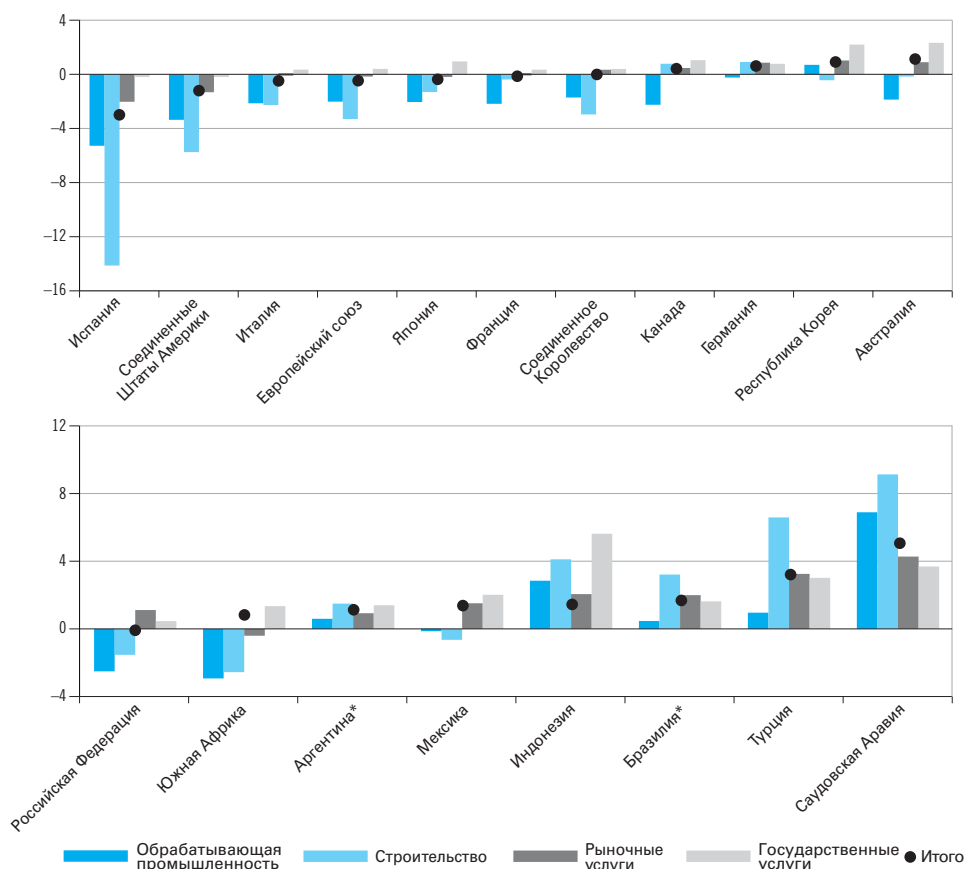 4
0
−4
−8
−12
−16
Испания
Соединенные
Штаты Америки
Италия
Европейский союз
Япония
Франция
Соединенное
Королевство
Канада
Германия
Республика Корея
Австралия
12
8
4
0
−4
Российская Федерация
Южная Африка
Аргентина*
Мексика
Индонезия
Бразилия*
Турция
Саудовская Аравия
Обрабатывающая
промышленность
Строительство
Рыночные
услуги
Государственные
услуги
Итого